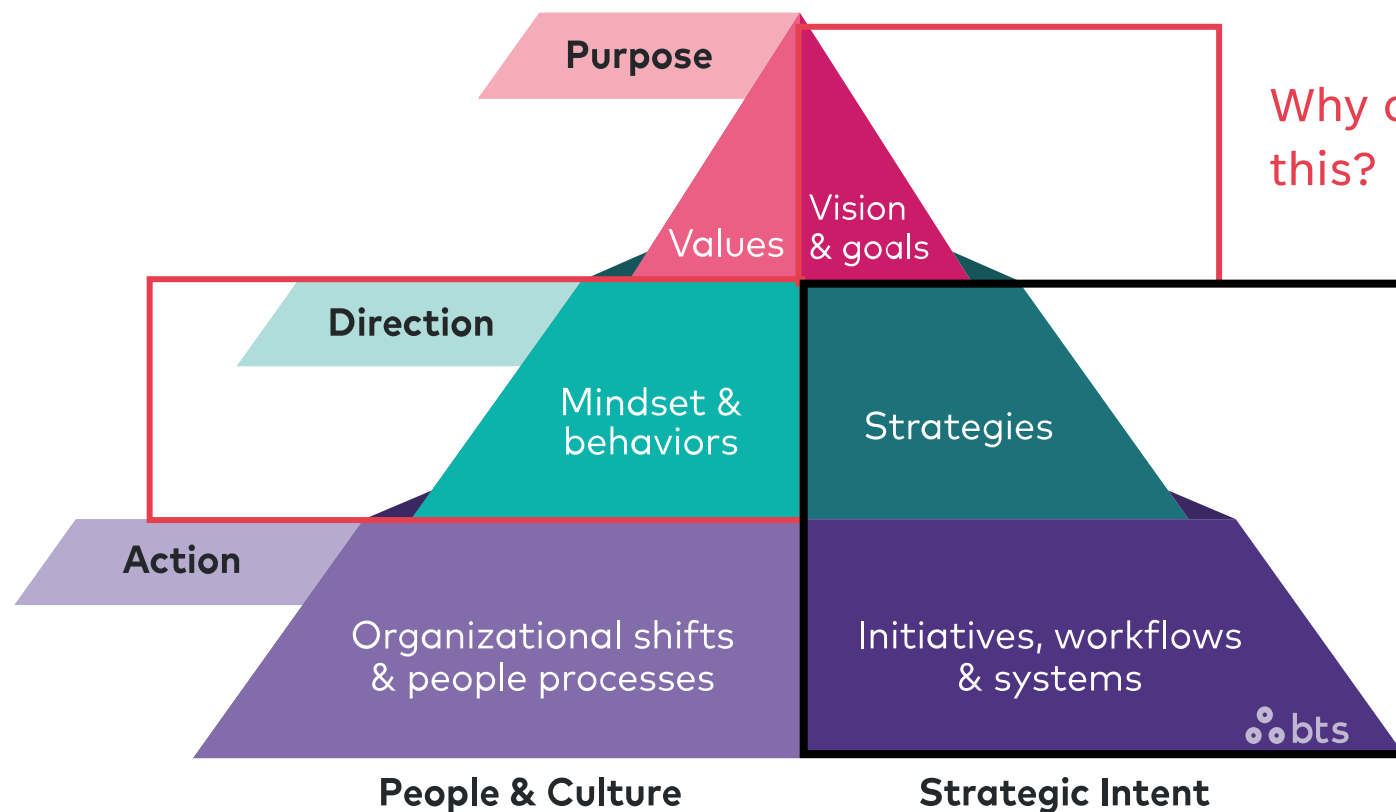 Purpose
Why
this?
Vision
Values
& goals
Direction
Mindset &
behaviors
Strategies
Action
Organizational shifts
& people processes
Initiatives, workflows
& systems
bts
People & Culture
Strategic Intent